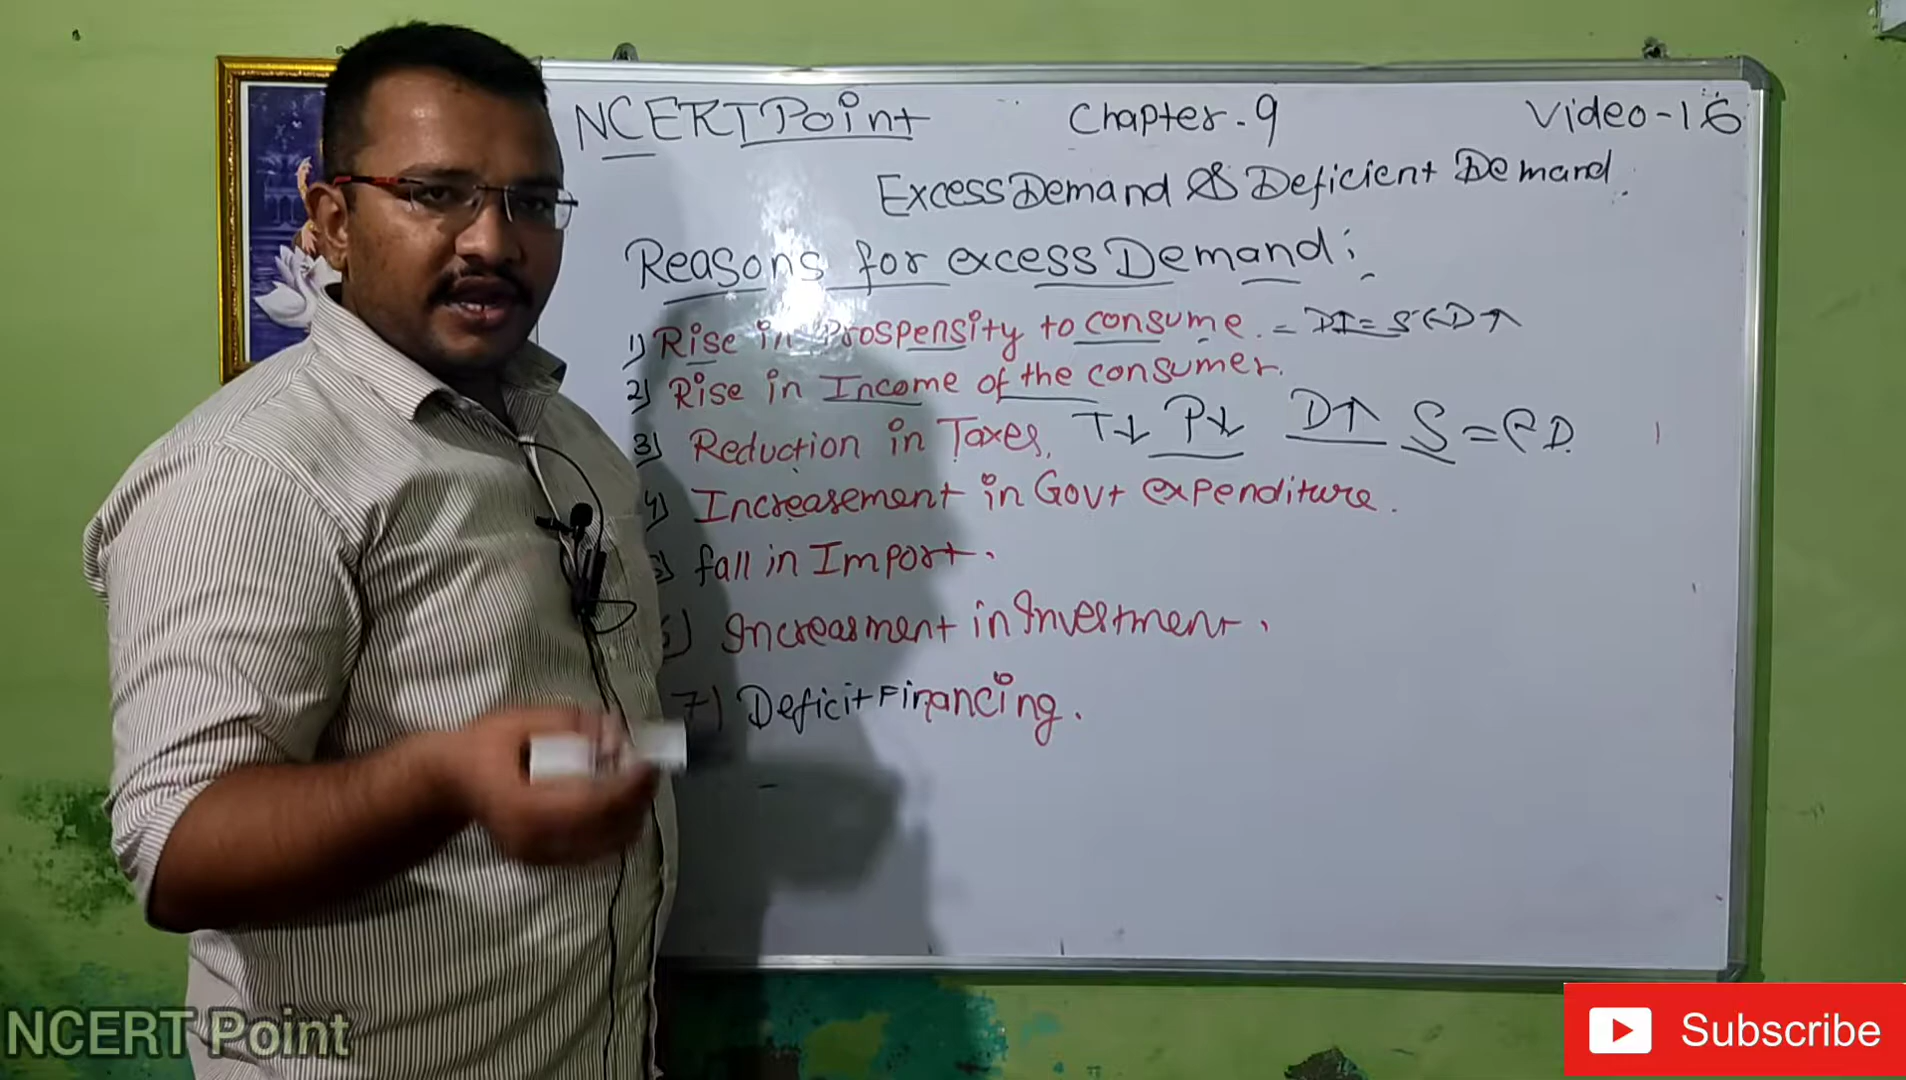 NCERT Point Chapter-9 Video-16
Excess Demand & Deficient Demand.
Reasons for excess Demand:
1) Rise in Prospensity to consume. =
2) Rise in Income of the consumer.
3) Reduction in Taxes. T↓ P↓ D↑ S =
4) Increasement in Govt expenditure.
5) fall in Import.
6) Increasment in Investment.
7) Deficit Financing.
NCERT Point
Subscribe